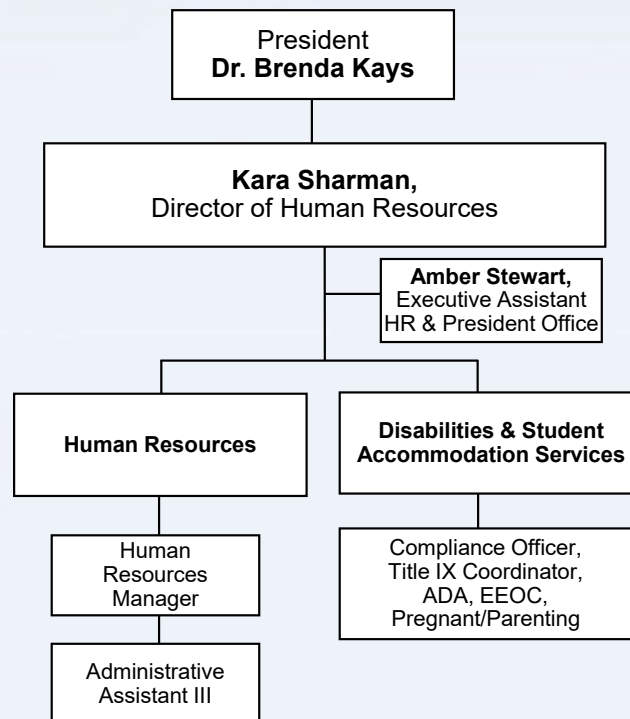 President
Dr. Brenda Kays
Kara Sharman,
Director of Human Resources
Amber Stewart,
Executive Assistant
HR & President Office
Human Resources
Disabilities & Student
Accommodation Services
Human
Resources
Manager
Compliance Officer,
Title IX Coordinator,
ADA, EEOC,
Pregnant/Parenting
Administrative
Assistant III